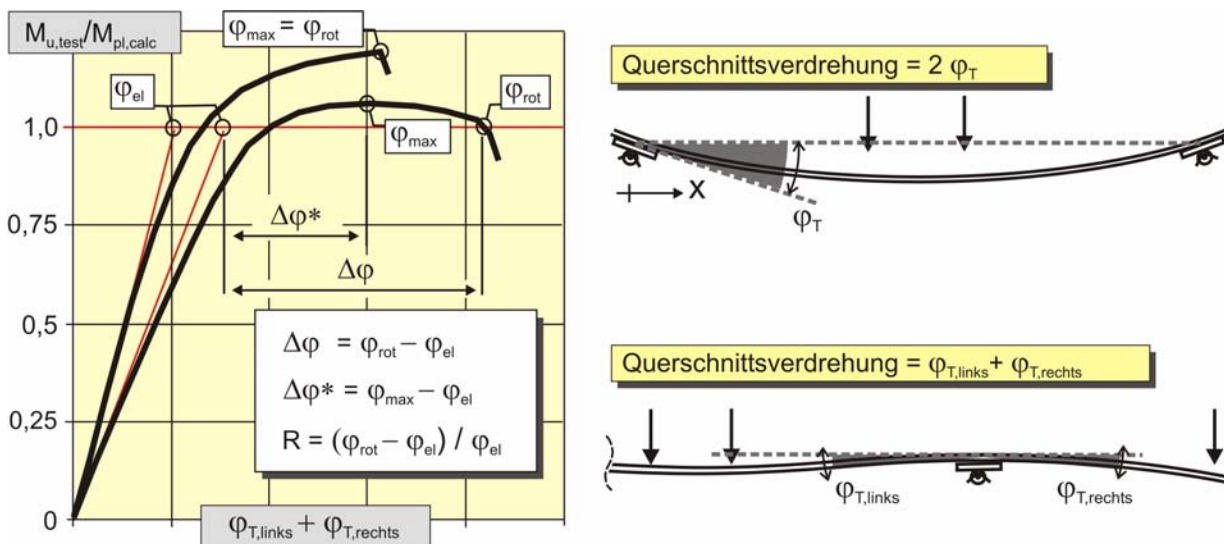 M_u,test/M_pl,calc
φ_max = φ_rot
φ_el
φ_rot
φ_max
1,0
0,75
0,5
0,25
0
Δφ*
Δφ
Δφ = φ_rot – φ_el
Δφ* = φ_max – φ_el
R = (φ_rot – φ_el) / φ_el
φ_T,links + φ_T,rechts
Querschnittsverdrehung = 2 φ_T
X
φ_T
Querschnittsverdrehung = φ_T,links + φ_T,rechts
φ_T,links
φ_T,rechts